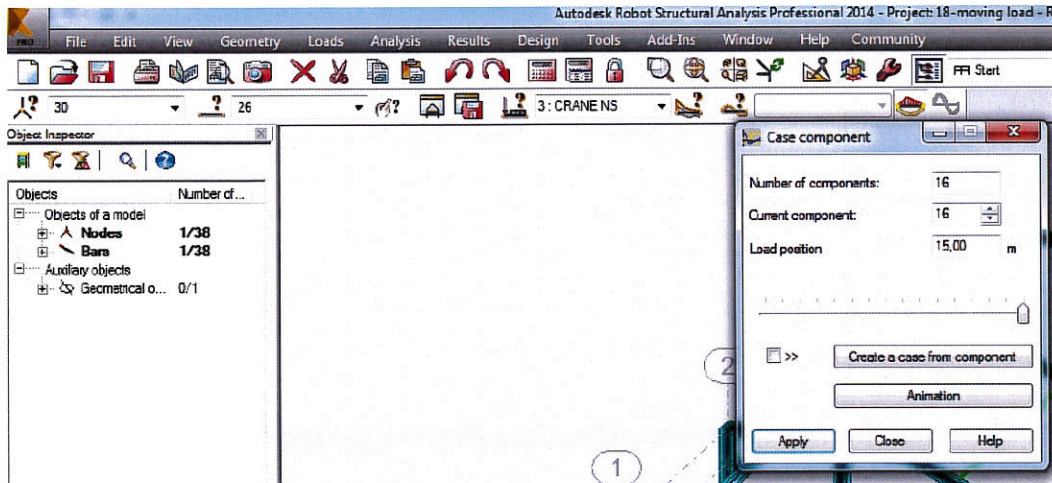 Autodesk Robot Structural Analysis Professional 2014 - Project: 18-moving load - R
PRO
File Edit View Geometry Loads Analysis Results Design Tools Add-Ins Window Help Community
Start
30 26 3 : CRANE NS
Object Inspector
Objects Number of...
Objects of a model
Nodes 1/38
Bars 1/38
Auxiliary objects
Geometrical o... 0/1
Case component
Number of components: 16
Current component: 16
Load position 15,00 m
>> Create a case from component
Animation
Apply Close Help
2
1